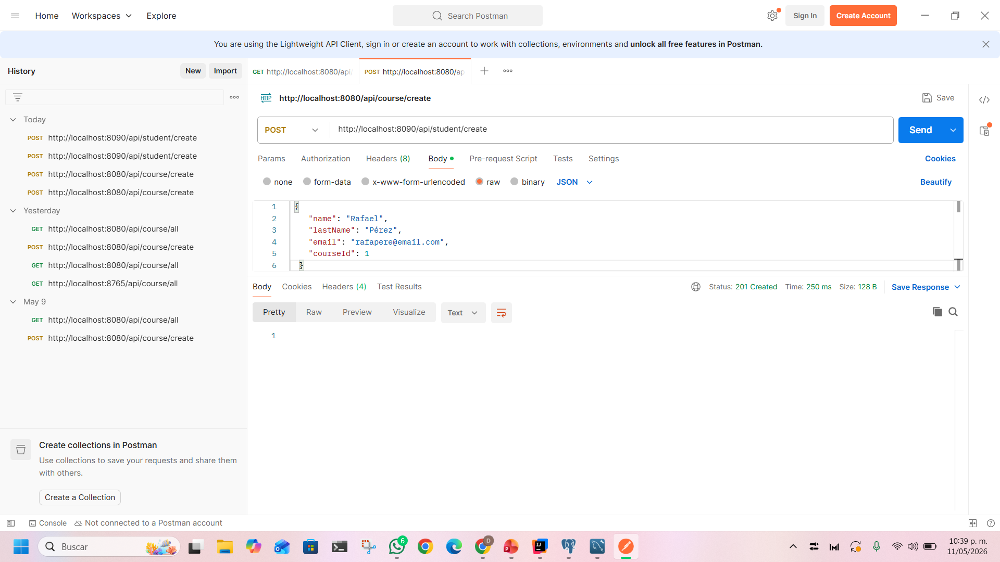 Home
Workspaces
Explore
Search Postman
Sign In
Create Account
You are using the Lightweight API Client, sign in or create an account to work with collections, environments and unlock all free features in Postman.
History
New
Import
GET http://localhost:8080/api/
POST http://localhost:8080/ap
HTTP http://localhost:8080/api/course/create
Save
POST
http://localhost:8090/api/student/create
Send
Params
Authorization
Headers (8)
Body
Pre-request Script
Tests
Settings
Cookies
none
form-data
x-www-form-urlencoded
raw
binary
JSON
Beautify
1 {
2 "name": "Rafael",
3 "lastName": "Pérez",
4 "email": "rafapere@email.com",
5 "courseId": 1
6 }
Today
POST http://localhost:8090/api/student/create
POST http://localhost:8090/api/student/create
POST http://localhost:8080/api/course/create
POST http://localhost:8080/api/course/create
Yesterday
GET http://localhost:8080/api/course/all
POST http://localhost:8080/api/course/create
GET http://localhost:8080/api/course/all
GET http://localhost:8765/api/course/all
May 9
GET http://localhost:8080/api/course/all
POST http://localhost:8080/api/course/create
Body
Cookies
Headers (4)
Test Results
Status: 201 Created
Time: 250 ms
Size: 128 B
Save Response
Pretty
Raw
Preview
Visualize
Text
1
Create collections in Postman
Use collections to save your requests and share them
with others.
Create a Collection
Console
Not connected to a Postman account
Buscar
6
D
10:39 p. m.
11/05/2026